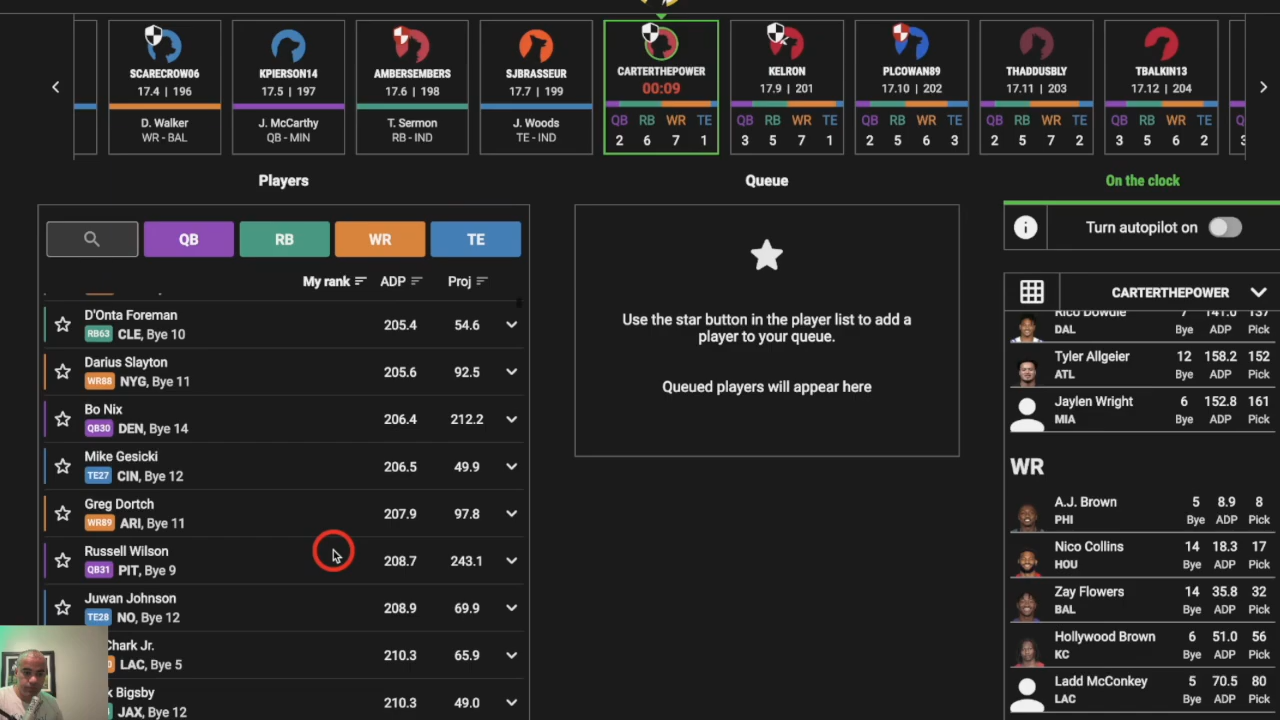 SCARECROW06
17.4 | 196
D. Walker
WR - BAL
KPIERSON14
17.5 | 197
J. McCarthy
QB - MIN
AMBERSEMBERS
17.6 | 198
T. Sermon
RB - IND
SJBRASSEUR
17.7 | 199
J. Woods
TE - IND
CARTERTHEPOWER
00:09
QB RB WR TE
2 6 7 1
KELRON
17.9 | 201
QB RB WR TE
3 5 7 1
PLCOWAN89
17.10 | 202
QB RB WR TE
2 5 6 3
THADDUSBLY
17.11 | 203
QB RB WR TE
2 5 7 2
TBALKIN13
17.12 | 204
QB RB WR TE
3 5 6 2
Players
QB RB WR TE
My rank ADP Proj
D'Onta Foreman
RB63 CLE, Bye 10
205.4 54.6
Darius Slayton
WR88 NYG, Bye 11
205.6 92.5
Bo Nix
QB30 DEN, Bye 14
206.4 212.2
Mike Gesicki
TE27 CIN, Bye 12
206.5 49.9
Greg Dortch
WR89 ARI, Bye 11
207.9 97.8
Russell Wilson
QB31 PIT, Bye 9
208.7 243.1
Juwan Johnson
TE28 NO, Bye 12
208.9 69.9
Chark Jr.
LAC, Bye 5
210.3 65.9
Bigsby
JAX, Bye 12
210.3 49.0
Queue
Use the star button in the player list to add a
player to your queue.
Queued players will appear here
On the clock
Turn autopilot on
CARTERTHEPOWER
Rico Dowdle 7 141.0 137
DAL Bye ADP Pick
Tyler Allgeier 12 158.2 152
ATL Bye ADP Pick
Jaylen Wright 6 152.8 161
MIA Bye ADP Pick
WR
A.J. Brown 5 8.9 8
PHI Bye ADP Pick
Nico Collins 14 18.3 17
HOU Bye ADP Pick
Zay Flowers 14 35.8 32
BAL Bye ADP Pick
Hollywood Brown 6 51.0 56
KC Bye ADP Pick
Ladd McConkey 5 70.5 80
LAC Bye ADP Pick